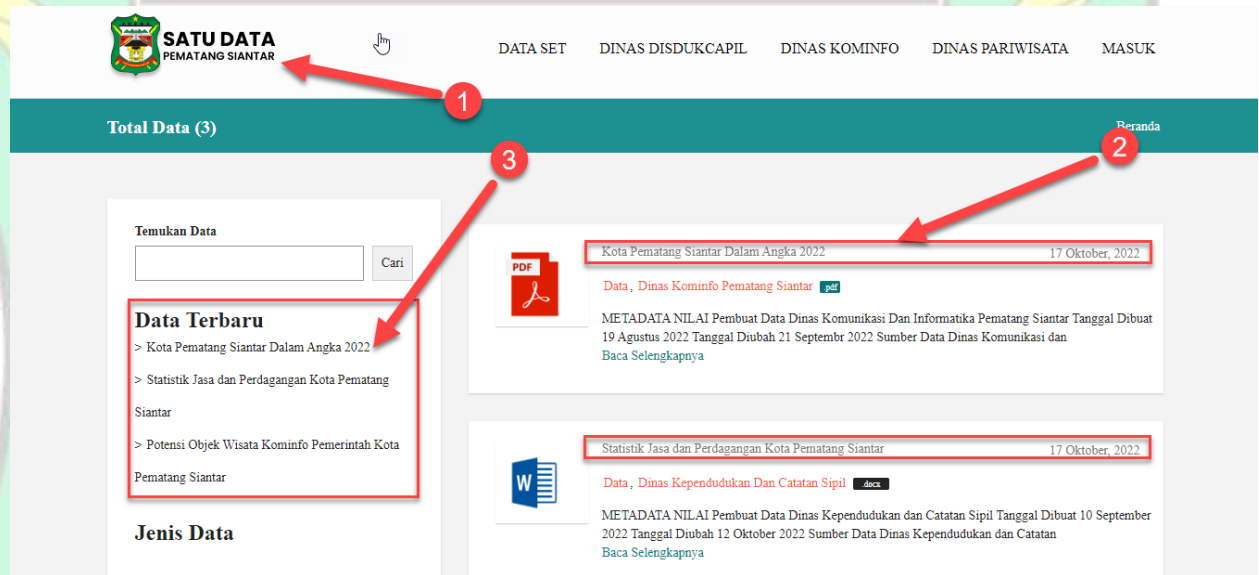 SATU DATA
PEMATANG SIANTAR
DATA SET DINAS DISDUKCAPIL DINAS KOMINFO DINAS PARIWISATA MASUK
1
Total Data (3) Beranda
2
3
Temukan Data
Cari
Data Terbaru
> Kota Pematang Siantar Dalam Angka 2022
> Statistik Jasa dan Perdagangan Kota Pematang
Siantar
> Potensi Objek Wisata Kominfo Pemerintah Kota
Pematang Siantar
Jenis Data
PDF
Kota Pematang Siantar Dalam Angka 2022 17 Oktober, 2022
Data, Dinas Kominfo Pematang Siantar .pdf
METADATA NILAI Pembuat Data Dinas Komunikasi Dan Informatika Pematang Siantar Tanggal Dibuat
19 Agustus 2022 Tanggal Diubah 21 Septembr 2022 Sumber Data Dinas Komunikasi dan
Baca Selengkapnya
W
Statistik Jasa dan Perdagangan Kota Pematang Siantar 17 Oktober, 2022
Data, Dinas Kependudukan Dan Catatan Sipil .docx
METADATA NILAI Pembuat Data Dinas Kependudukan dan Catatan Sipil Tanggal Dibuat 10 September
2022 Tanggal Diubah 12 Oktober 2022 Sumber Data Dinas Kependudukan dan Catatan
Baca Selengkapnya